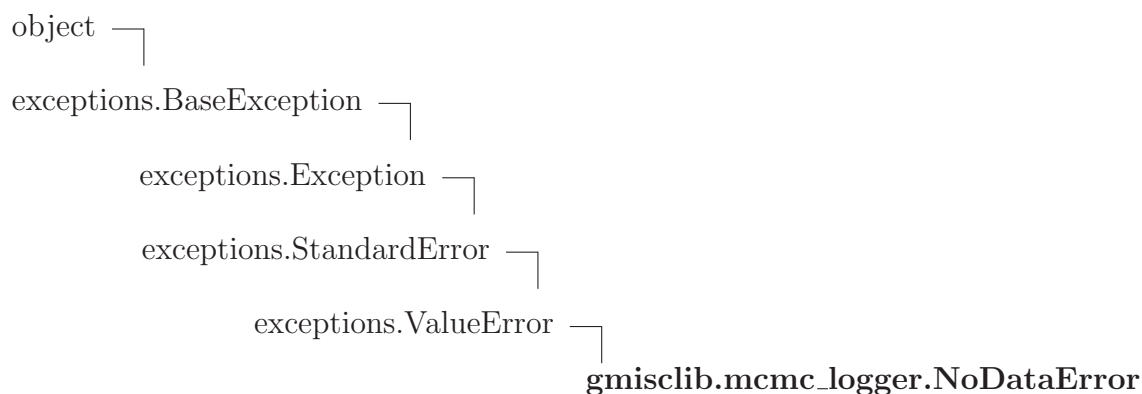 object
exceptions.BaseException
exceptions.Exception
exceptions.StandardError
exceptions.ValueError
gmisclib.mcmc_logger.NoDataError